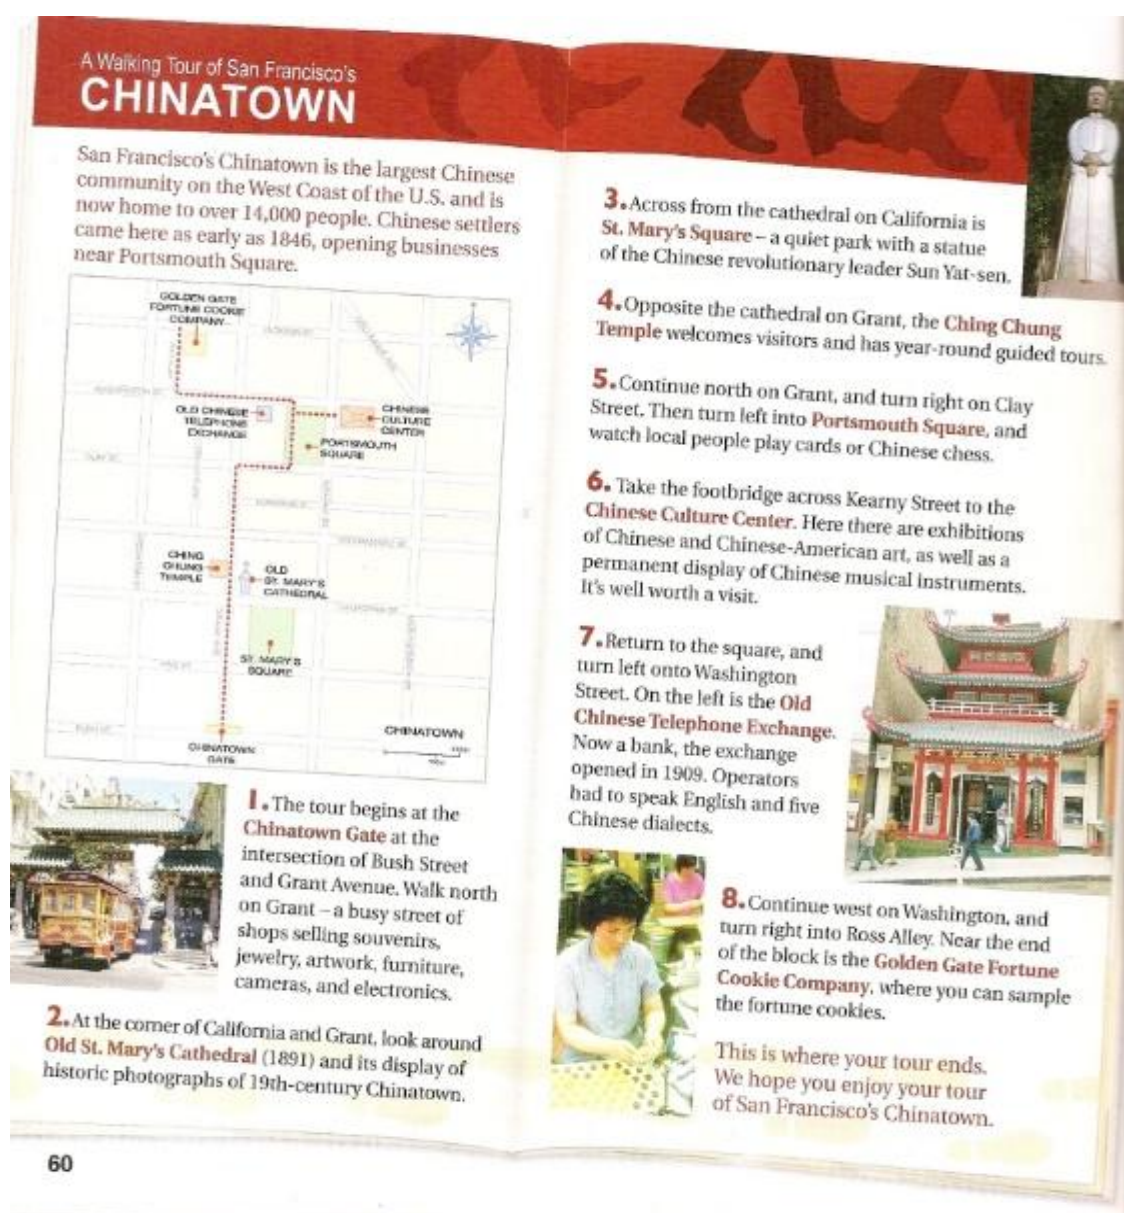 A Walking Tour of San Francisco's
CHINATOWN
San Francisco's Chinatown is the largest Chinese
community on the West Coast of the U.S. and is
now home to over 14,000 people. Chinese settlers
came here as early as 1846, opening businesses
near Portsmouth Square.
GOLDEN GATE
FORTUNE COOKIE
COMPANY
OLD CHINESE
TELEPHONE
EXCHANGE
CHINESE
CULTURE
CENTER
PORTSMOUTH
SQUARE
CHING
CHUNG
TEMPLE
OLD
ST. MARY'S
CATHEDRAL
ST. MARY'S
SQUARE
CHINATOWN
CHINATOWN
GATE
1. The tour begins at the
Chinatown Gate at the
intersection of Bush Street
and Grant Avenue. Walk north
on Grant – a busy street of
shops selling souvenirs,
jewelry, artwork, furniture,
cameras, and electronics.
2. At the corner of California and Grant, look around
Old St. Mary's Cathedral (1891) and its display of
historic photographs of 19th-century Chinatown.
3. Across from the cathedral on California is
St. Mary's Square – a quiet park with a statue
of the Chinese revolutionary leader Sun Yat-sen.
4. Opposite the cathedral on Grant, the Ching Chung
Temple welcomes visitors and has year-round guided tours.
5. Continue north on Grant, and turn right on Clay
Street. Then turn left into Portsmouth Square, and
watch local people play cards or Chinese chess.
6. Take the footbridge across Kearny Street to the
Chinese Culture Center. Here there are exhibitions
of Chinese and Chinese-American art, as well as a
permanent display of Chinese musical instruments.
It's well worth a visit.
7. Return to the square, and
turn left onto Washington
Street. On the left is the Old
Chinese Telephone Exchange.
Now a bank, the exchange
opened in 1909. Operators
had to speak English and five
Chinese dialects.
8. Continue west on Washington, and
turn right into Ross Alley. Near the end
of the block is the Golden Gate Fortune
Cookie Company, where you can sample
the fortune cookies.
This is where your tour ends.
We hope you enjoy your tour
of San Francisco's Chinatown.
60